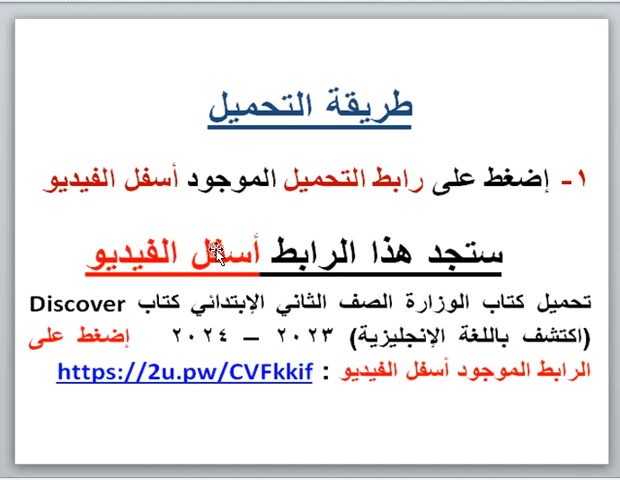 طريقة التحميل
١- إضغط على رابط التحميل الموجود أسفل الفيديو
ستجد هذا الرابط أسفل الفيديو
تحميل كتاب الوزارة الصف الثاني الإبتدائي كتاب Discover
(اكتشف باللغة الإنجليزية) ٢٠٢٣ – ٢٠٢٤ إضغط على
الرابط الموجود أسفل الفيديو : https://2u.pw/CVFkkif